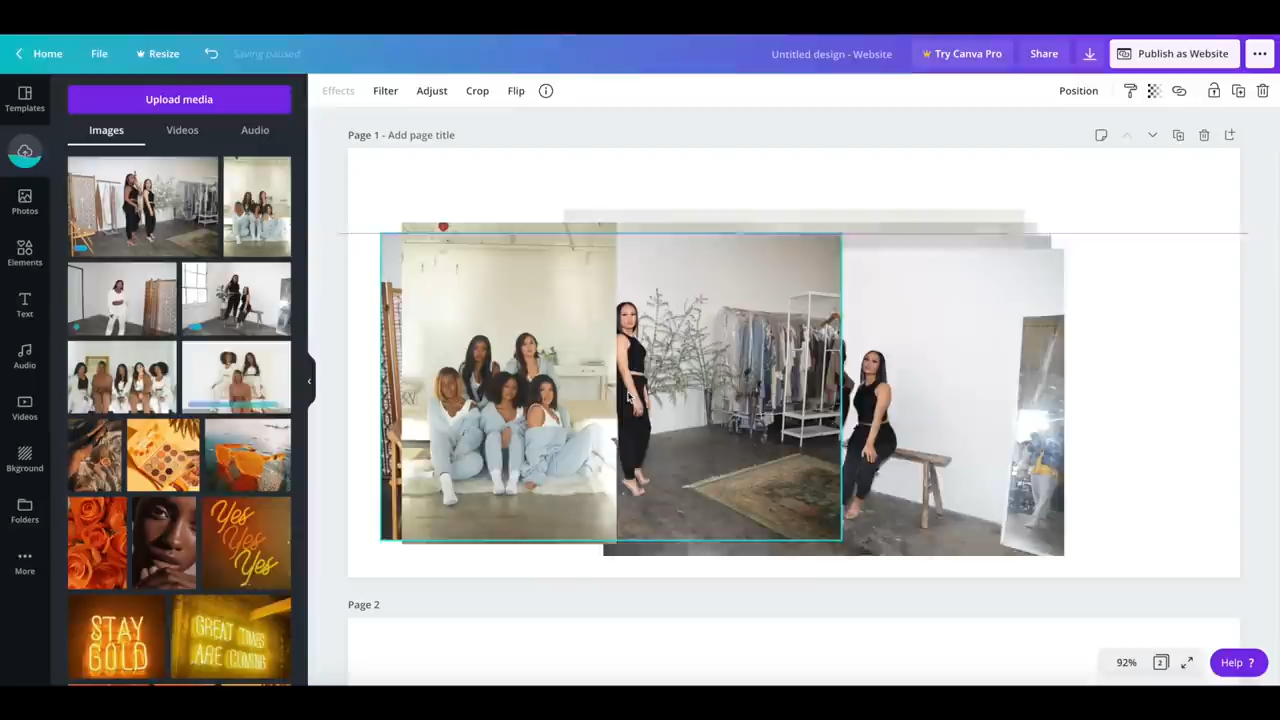 Home
File
Resize
Saving paused
Untitled design - Website
Try Canva Pro
Share
Publish as Website
Templates
Photos
Elements
Text
Audio
Videos
Bkground
Folders
More
Upload media
Images
Videos
Audio
Yes
Yes
Yes
STAY
GOLD
GREAT TIMES
ARE COMING
Effects
Filter
Adjust
Crop
Flip
Position
Page 1 - Add page title
Page 2
92%
2
Help ?